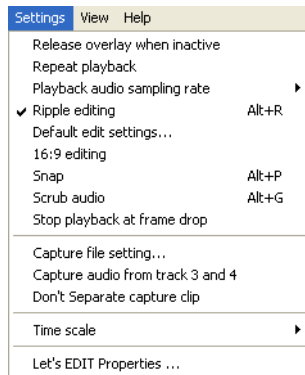 Settings View Help
Release overlay when inactive
Repeat playback
Playback audio sampling rate
Ripple editing Alt+R
Default edit settings...
16:9 editing
Snap Alt+P
Scrub audio Alt+G
Stop playback at frame drop
Capture file setting...
Capture audio from track 3 and 4
Don't Separate capture clip
Time scale
Let's EDIT Properties ...